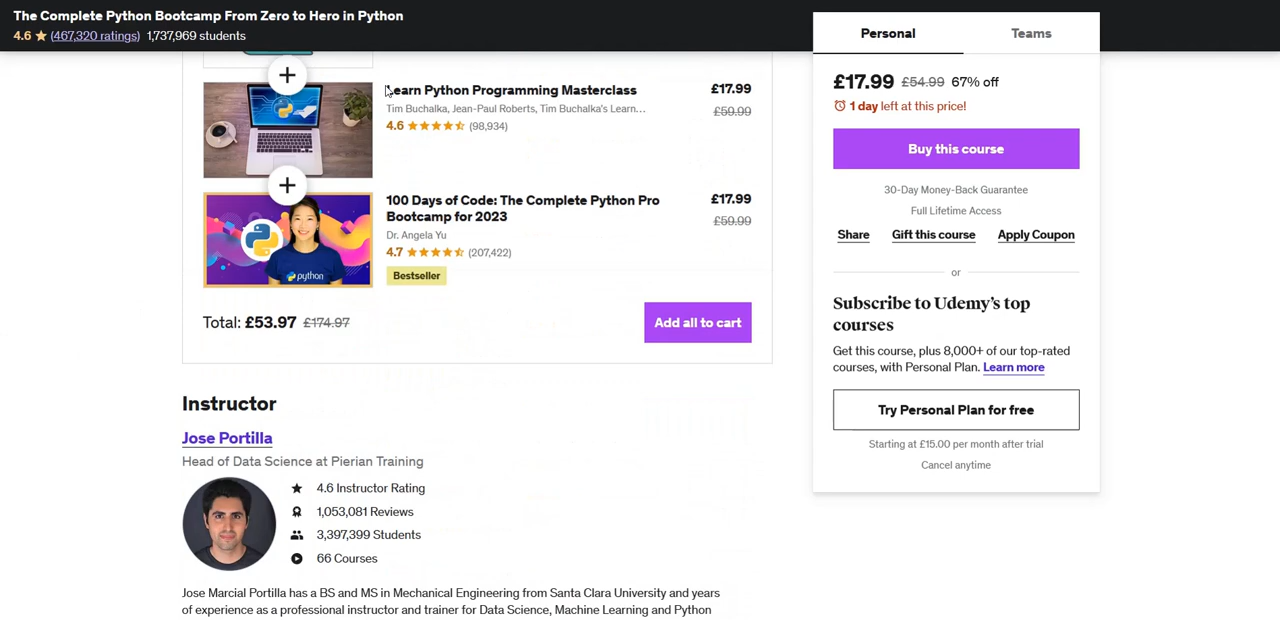 The Complete Python Bootcamp From Zero to Hero in Python
4.6 ★ (467,320 ratings) 1,737,969 students
Personal
Teams
Learn Python Programming Masterclass
£17.99
Tim Buchalka, Jean-Paul Roberts, Tim Buchalka's Learn...
£59.99
4.6 (98,934)
100 Days of Code: The Complete Python Pro
Bootcamp for 2023
£17.99
£59.99
Dr. Angela Yu
4.7 (207,422)
Bestseller
python
Total: £53.97 £174.97
Add all to cart
Instructor
Jose Portilla
Head of Data Science at Pierian Training
4.6 Instructor Rating
1,053,081 Reviews
3,397,399 Students
66 Courses
Jose Marcial Portilla has a BS and MS in Mechanical Engineering from Santa Clara University and years
of experience as a professional instructor and trainer for Data Science, Machine Learning and Python
£17.99 £54.99 67% off
1 day left at this price!
Buy this course
30-Day Money-Back Guarantee
Full Lifetime Access
Share Gift this course Apply Coupon
or
Subscribe to Udemy's top
courses
Get this course, plus 8,000+ of our top-rated
courses, with Personal Plan. Learn more
Try Personal Plan for free
Starting at £15.00 per month after trial
Cancel anytime